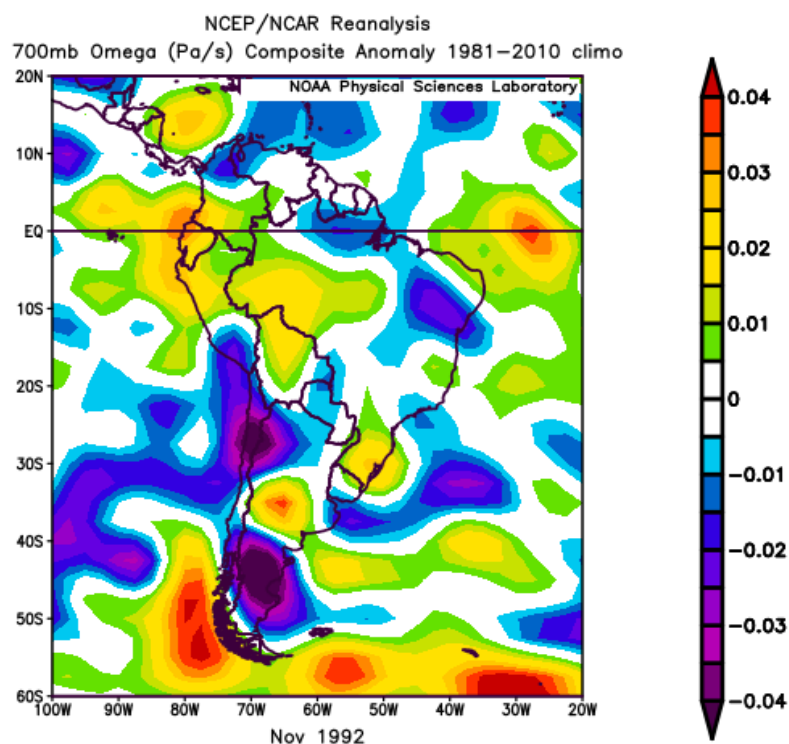 NCEP/NCAR Reanalysis
700mb Omega (Pa/s) Composite Anomaly 1981-2010 climo
NOAA Physical Sciences Laboratory
20N
10N
EQ
10S
20S
30S
40S
50S
60S
100W 90W 80W 70W 60W 50W 40W 30W 20W
Nov 1992
0.04
0.03
0.02
0.01
0
-0.01
-0.02
-0.03
-0.04